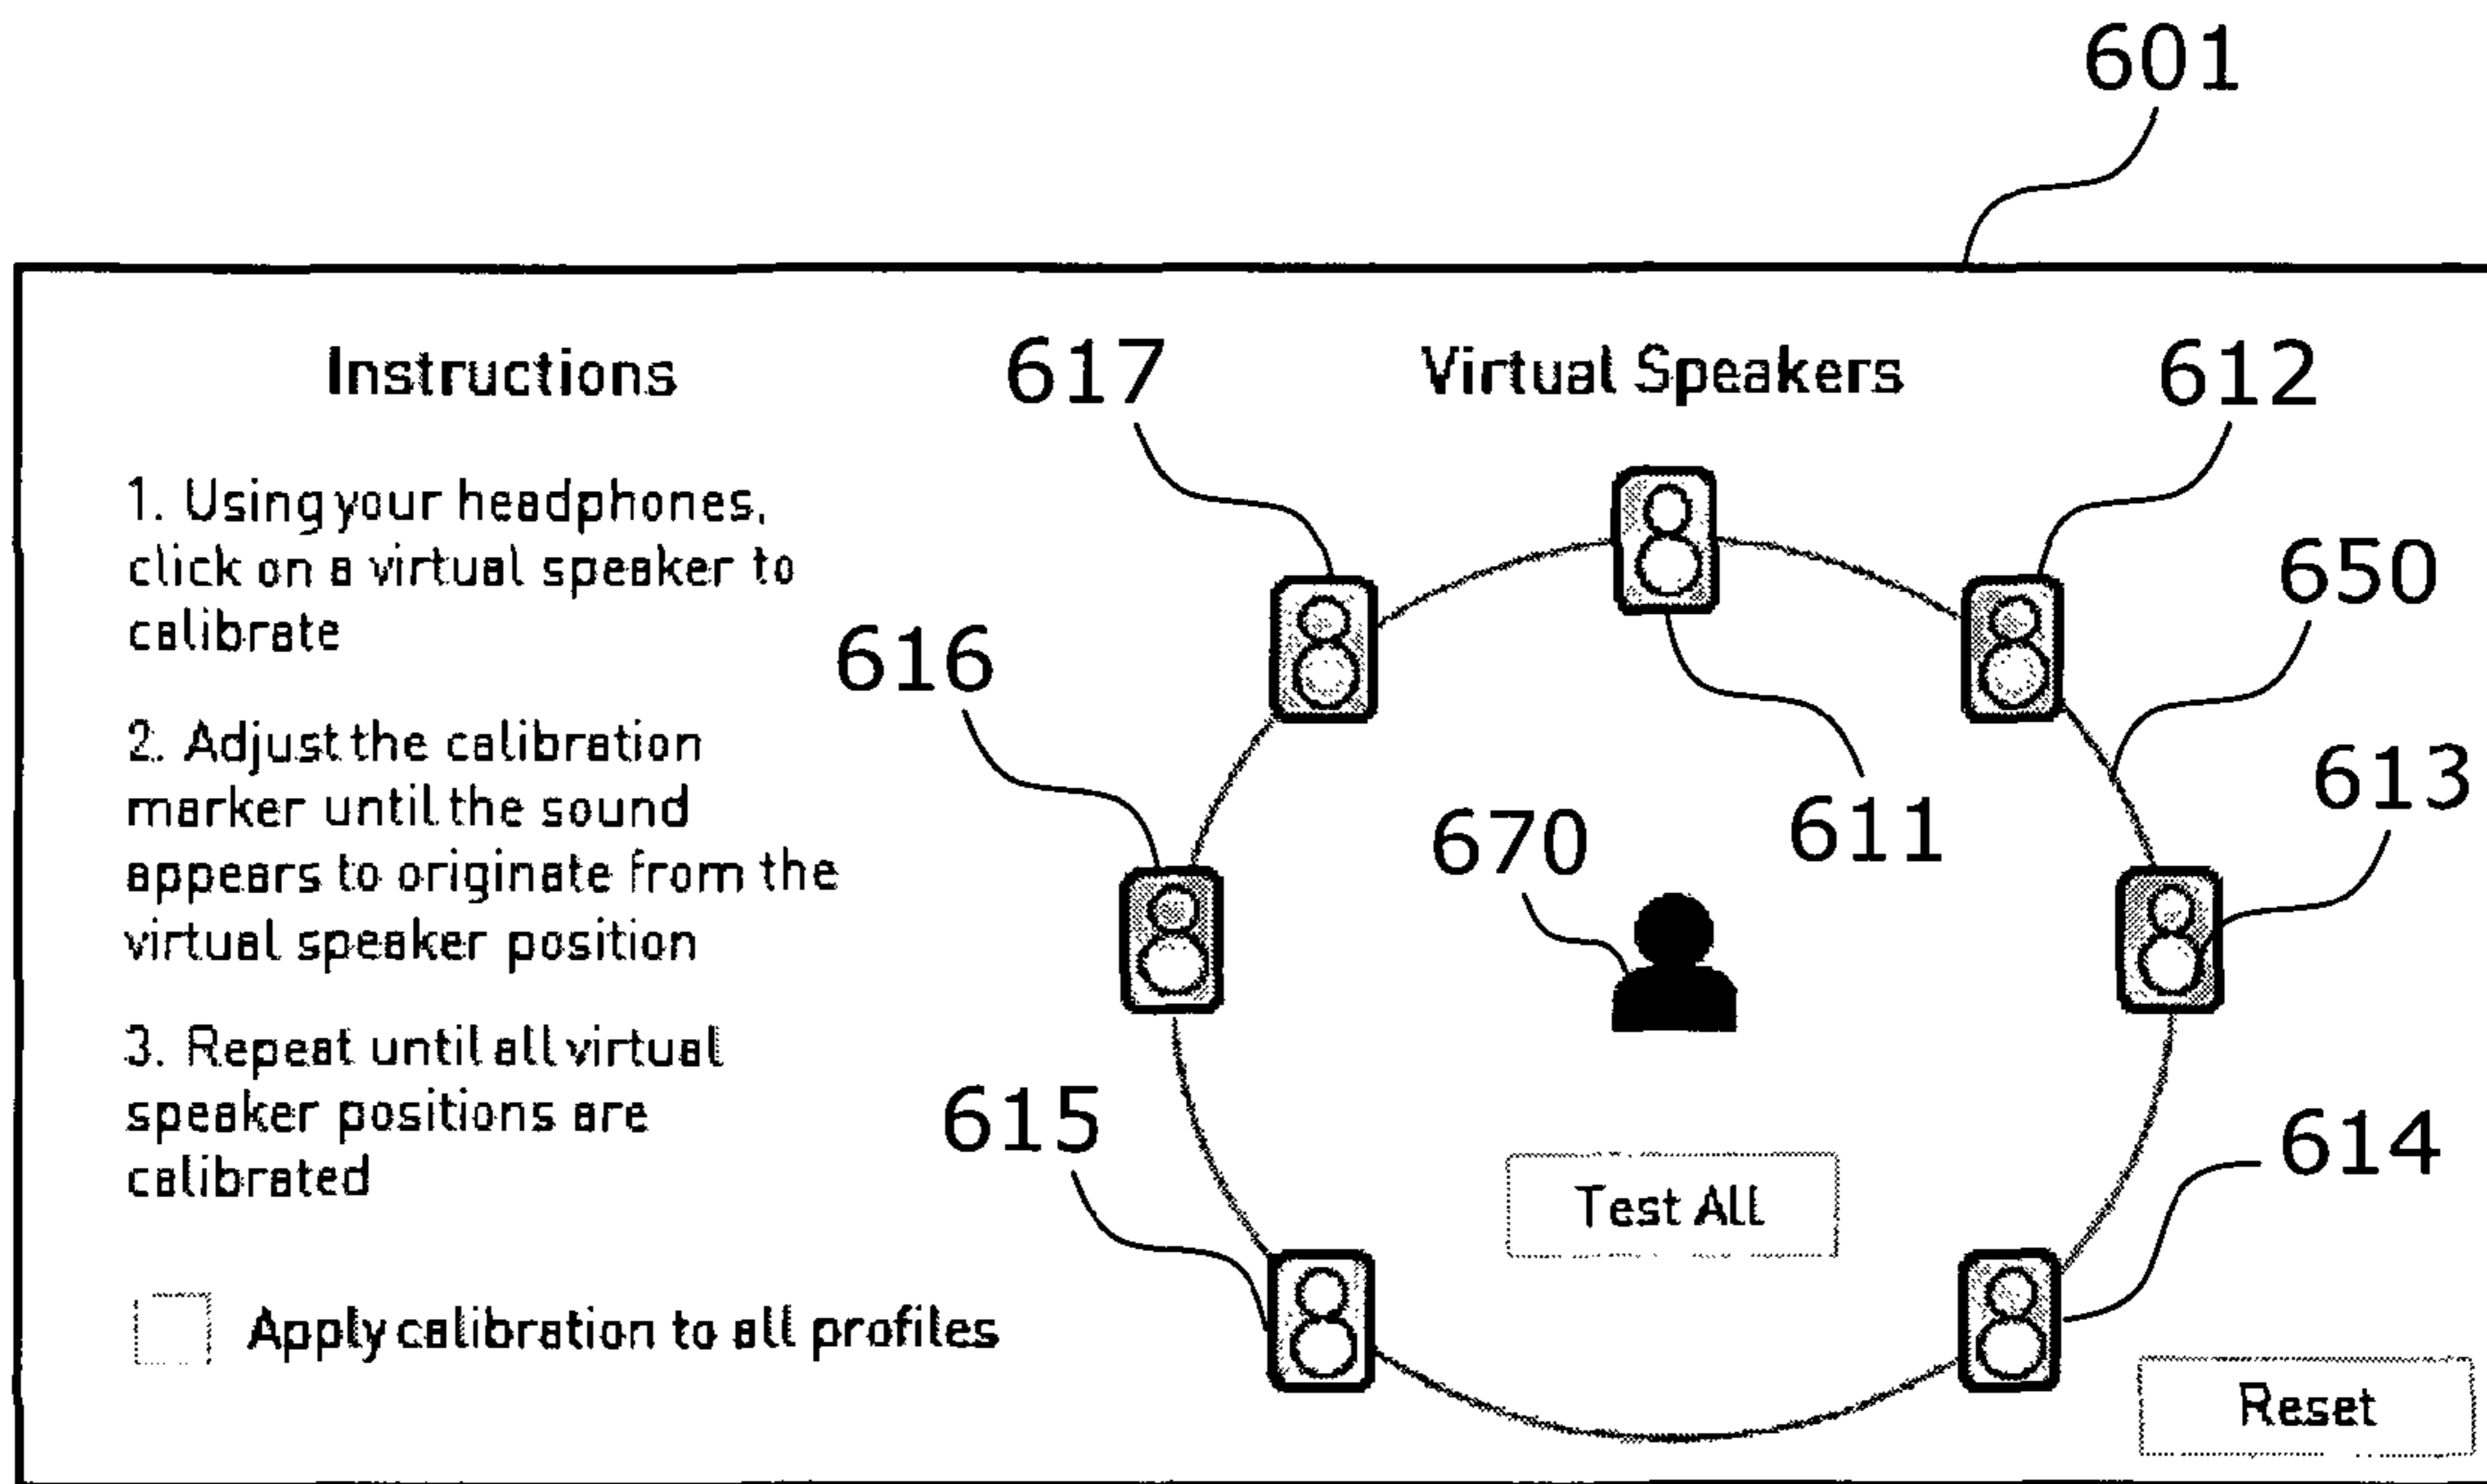 601
Instructions
617
Virtual Speakers
612
1. Using your headphones,
click on a virtual speaker to
calibrate
650
616
2. Adjust the calibration
marker until the sound
appears to originate from the
virtual speaker position
613
670
611
3. Repeat until all virtual
speaker positions are
calibrated
615
614
Test All
Apply calibration to all profiles
Reset